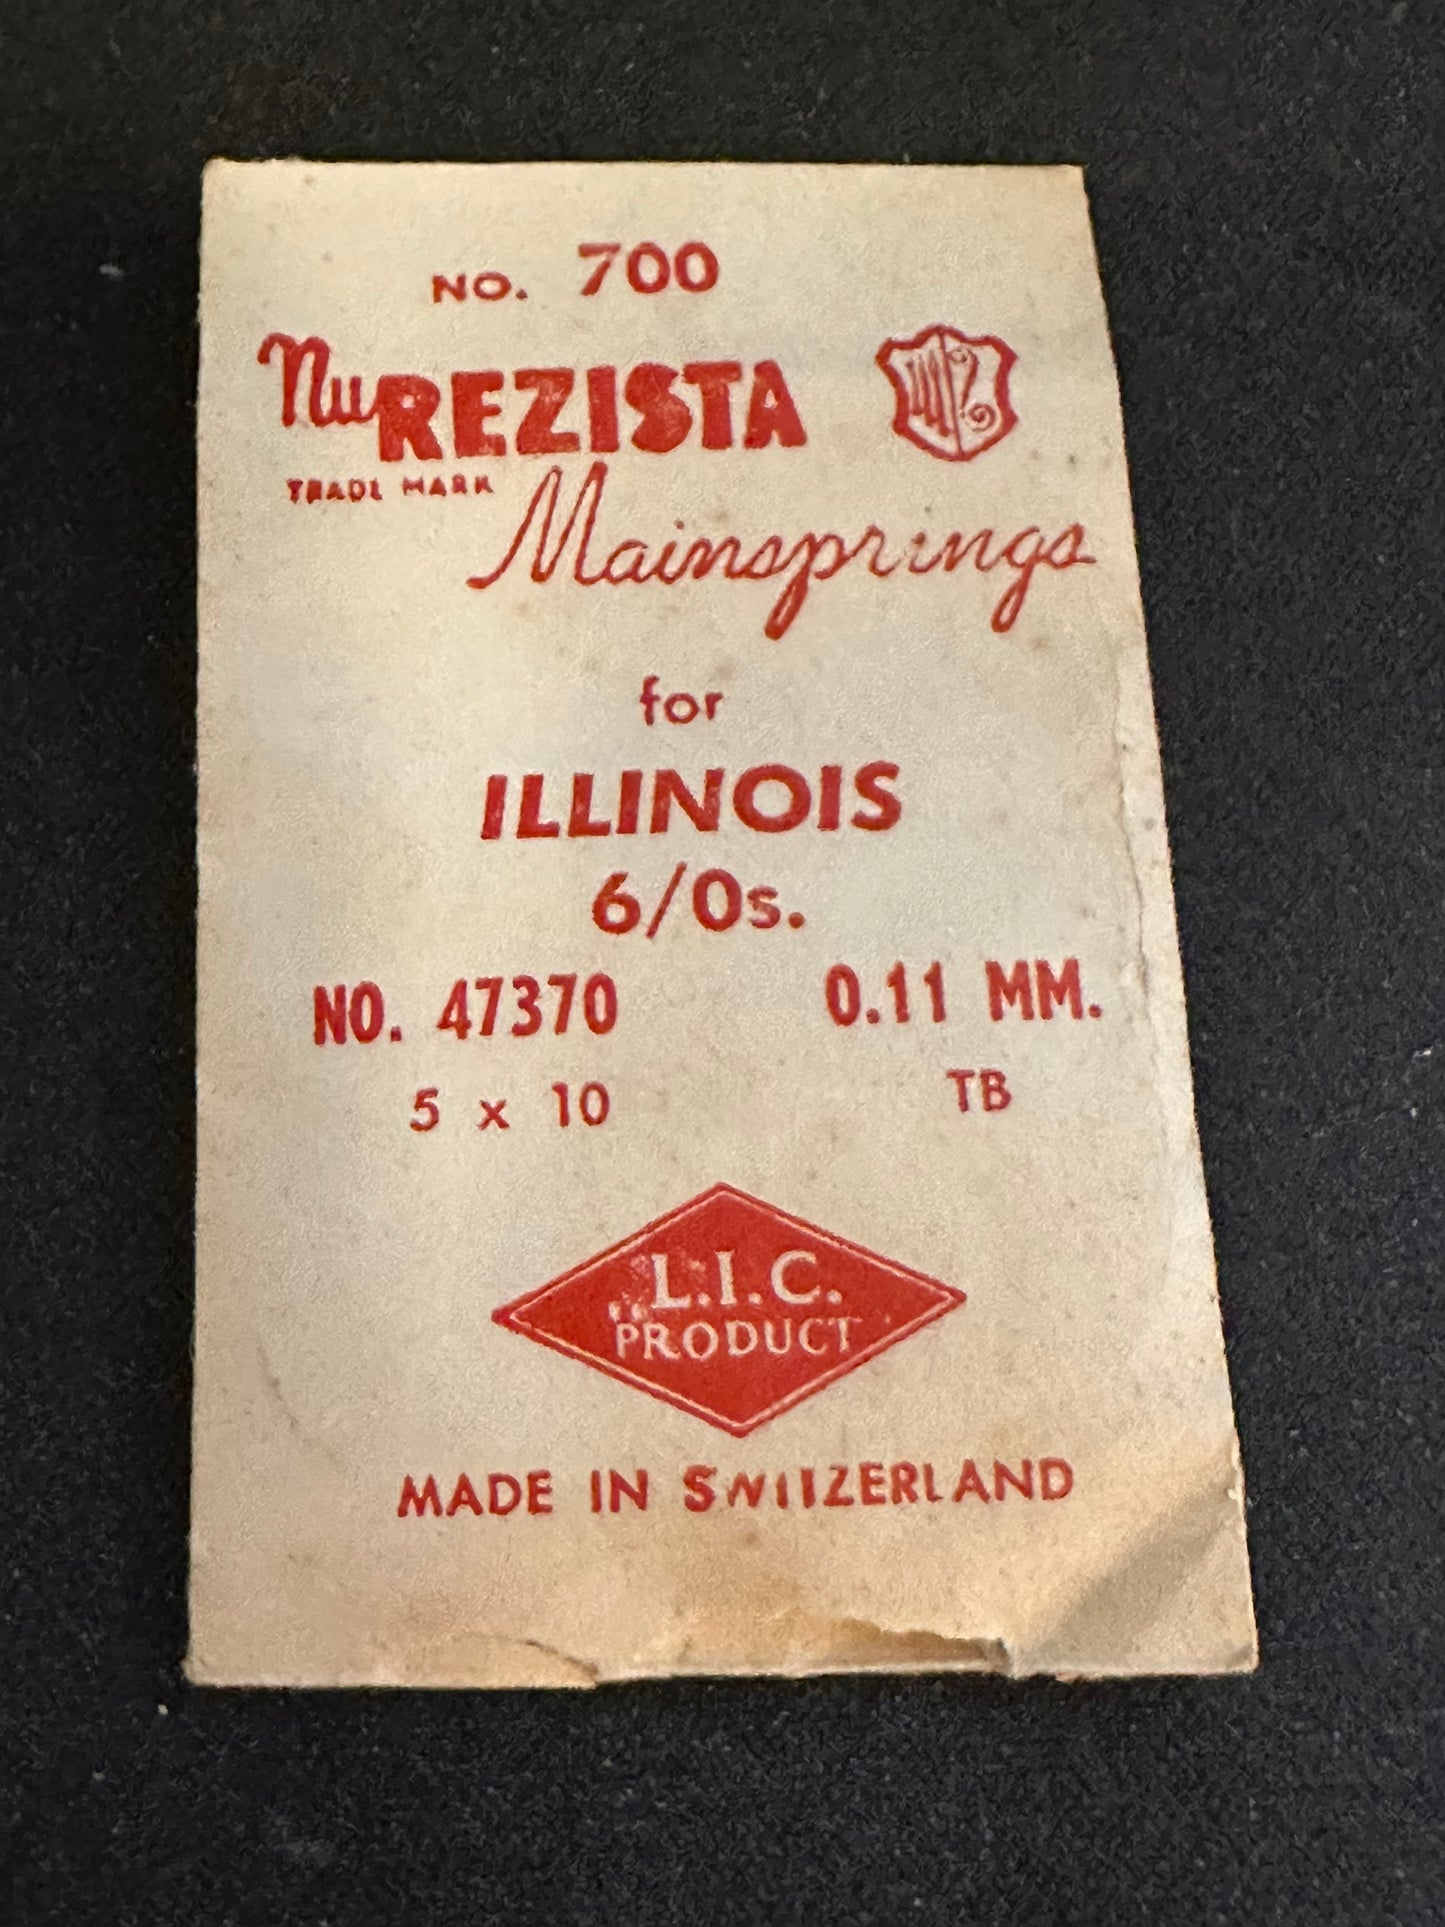 NO. 700
NuREZISTA
TRADE MARK
Mainsprings
for
ILLINOIS
6/0s.
NO. 47370 0.11 MM.
5 x 10 TB
L.I.C.
PRODUCT
MADE IN SWITZERLAND